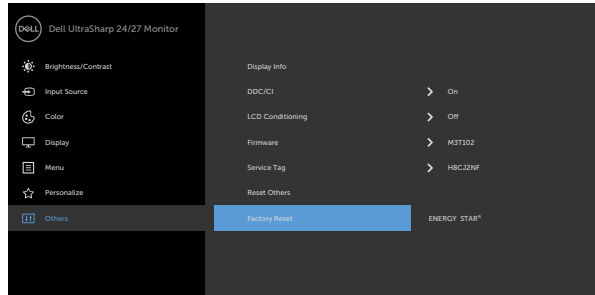 DELL Dell UltraSharp 24/27 Monitor
Brightness/Contrast Display Info
Input Source DDC/CI On
Color LCD Conditioning Off
Display Firmware M3T102
Menu Service Tag H8CJ2NF
Personalize Reset Others
Others Factory Reset ENERGY STAR®